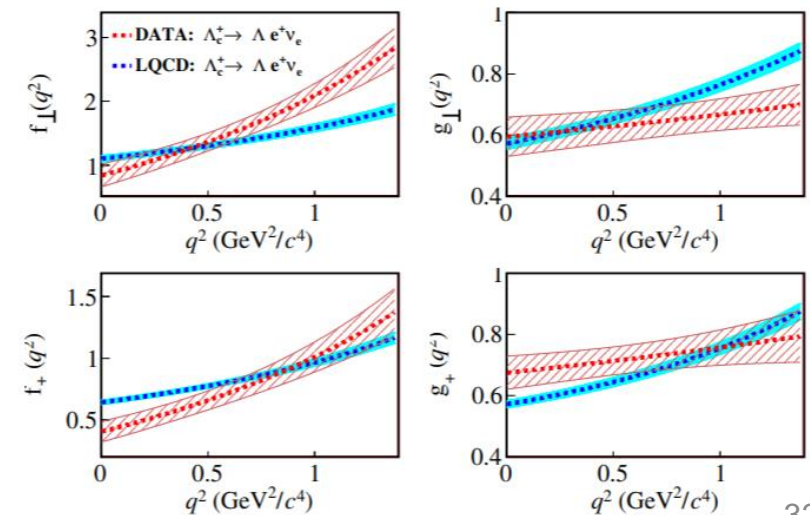 f⊥(q²)
3
2
1
DATA: Λc⁺→ Λ e⁺νe
LQCD: Λc⁺→ Λ e⁺νe
0 0.5 1
q² (GeV²/c⁴)
g⊥(q²)
1
0.8
0.6
0.4
0 0.5 1
q² (GeV²/c⁴)
f₊ (q²)
1.5
1
0.5
0 0.5 1
q² (GeV²/c⁴)
g₊ (q²)
1
0.8
0.6
0.4
0 0.5 1
q² (GeV²/c⁴)